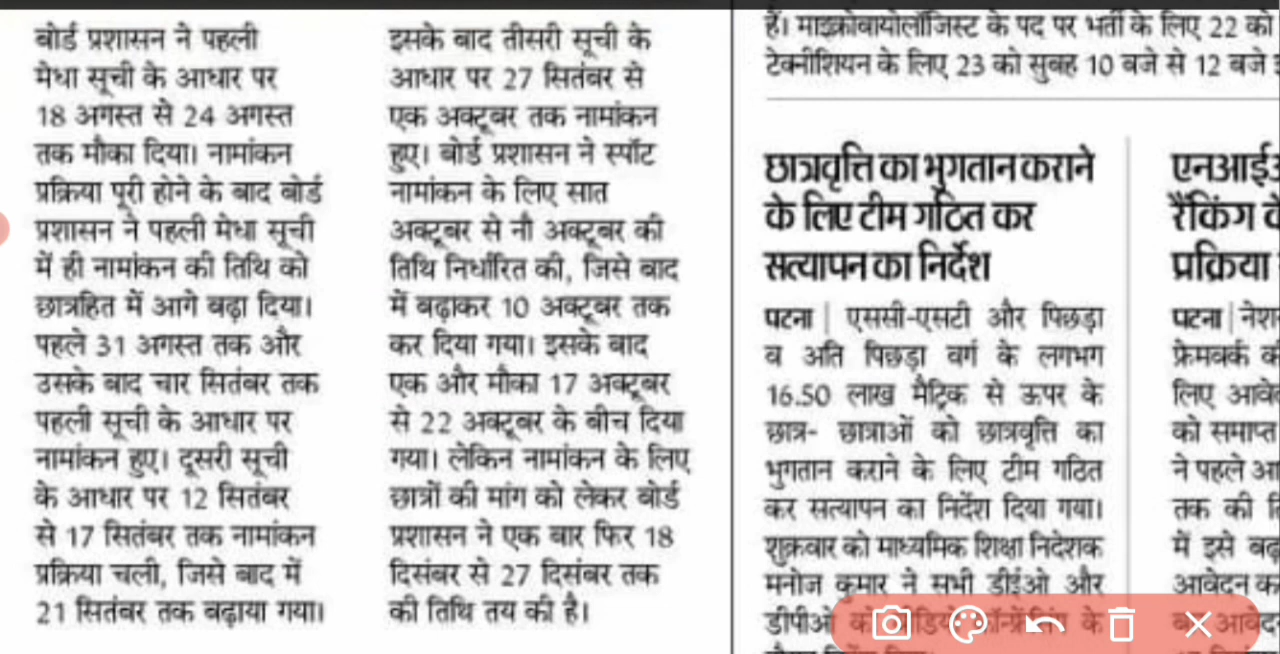 बोर्ड प्रशासन ने पहली
मेधा सूची के आधार पर
18 अगस्त से 24 अगस्त
तक मौका दिया। नामांकन
प्रक्रिया पूरी होने के बाद बोर्ड
प्रशासन ने पहली मेधा सूची
में ही नामांकन की तिथि को
छात्रहित में आगे बढ़ा दिया।
पहले 31 अगस्त तक और
उसके बाद चार सितंबर तक
पहली सूची के आधार पर
नामांकन हुए। दूसरी सूची
के आधार पर 12 सितंबर
से 17 सितंबर तक नामांकन
प्रक्रिया चली, जिसे बाद में
21 सितंबर तक बढ़ाया गया।
इसके बाद तीसरी सूची के
आधार पर 27 सितंबर से
एक अक्टूबर तक नामांकन
हुए। बोर्ड प्रशासन ने स्पॉट
नामांकन के लिए सात
अक्टूबर से नौ अक्टूबर की
तिथि निर्धारित की, जिसे बाद
में बढ़ाकर 10 अक्टूबर तक
कर दिया गया। इसके बाद
एक और मौका 17 अक्टूबर
से 22 अक्टूबर के बीच दिया
गया। लेकिन नामांकन के लिए
छात्रों की मांग को लेकर बोर्ड
प्रशासन ने एक बार फिर 18
दिसंबर से 27 दिसंबर तक
की तिथि तय की है।
हैं। माइक्रोबायोलॉजिस्ट के पद पर भर्ती के लिए 22 को
टेक्नीशियन के लिए 23 को सुबह 10 बजे से 12 बजे
छात्रवृत्ति का भुगतान कराने
के लिए टीम गठित कर
सत्यापन का निर्देश
पटना | एससी-एसटी और पिछड़ा
व अति पिछड़ा वर्ग के लगभग
16.50 लाख मैट्रिक से ऊपर के
छात्र- छात्राओं को छात्रवृत्ति का
भुगतान कराने के लिए टीम गठित
कर सत्यापन का निर्देश दिया गया।
शुक्रवार को माध्यमिक शिक्षा निदेशक
मनोज कुमार ने सभी डीईओ और
डीपीओ को वीडियो कॉन्फ्रेंसिंग के
रैंकिंग
प्रक्रिया
पटना |
फ्रेमवर्क
लिए
को समाप्त
ने पहले
तक की
में इसे
आवेदन